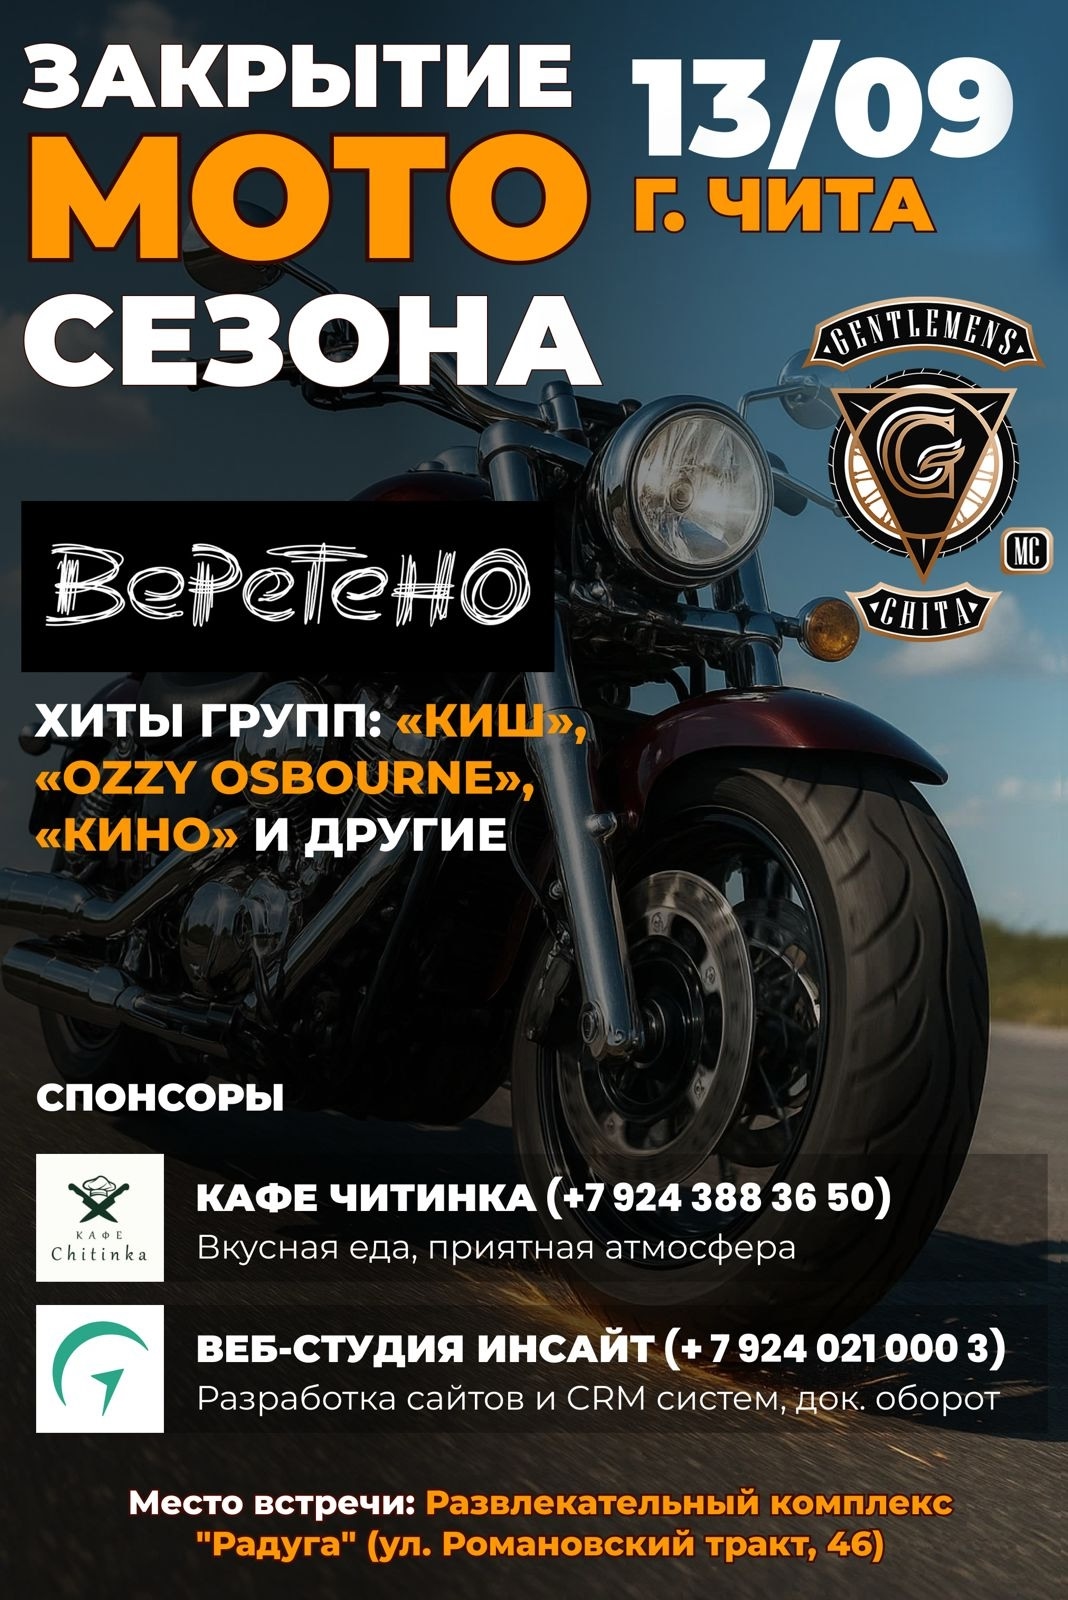 ЗАКРЫТИЕ
МОТО
СЕЗОНА
13/09
Г. ЧИТА
GENTLEMENS
G
MC
CHITA
ВеРеТеНО
ХИТЫ ГРУПП: «КИШ»,
«OZZY OSBOURNE»,
«КИНО» И ДРУГИЕ
СПОНСОРЫ
КАФЕ
Chitinka
КАФЕ ЧИТИНКА (+7 924 388 36 50)
Вкусная еда, приятная атмосфера
ВЕБ-СТУДИЯ ИНСАЙТ (+ 7 924 021 000 3)
Разработка сайтов и CRM систем, док. оборот
Место встречи: Развлекательный комплекс
"Радуга" (ул. Романовский тракт, 46)